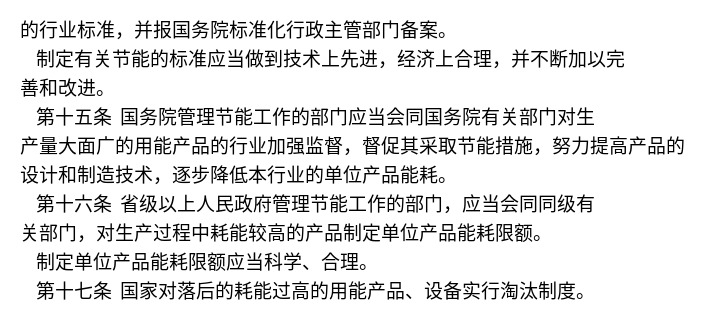 的行业标准，并报国务院标准化行政主管部门备案。
制定有关节能的标准应当做到技术上先进，经济上合理，并不断加以完
善和改进。
第十五条 国务院管理节能工作的部门应当会同国务院有关部门对生
产量大面广的用能产品的行业加强监督，督促其采取节能措施，努力提高产品的
设计和制造技术，逐步降低本行业的单位产品能耗。
第十六条 省级以上人民政府管理节能工作的部门，应当会同同级有
关部门，对生产过程中耗能较高的产品制定单位产品能耗限额。
制定单位产品能耗限额应当科学、合理。
第十七条 国家对落后的耗能过高的用能产品、设备实行淘汰制度。